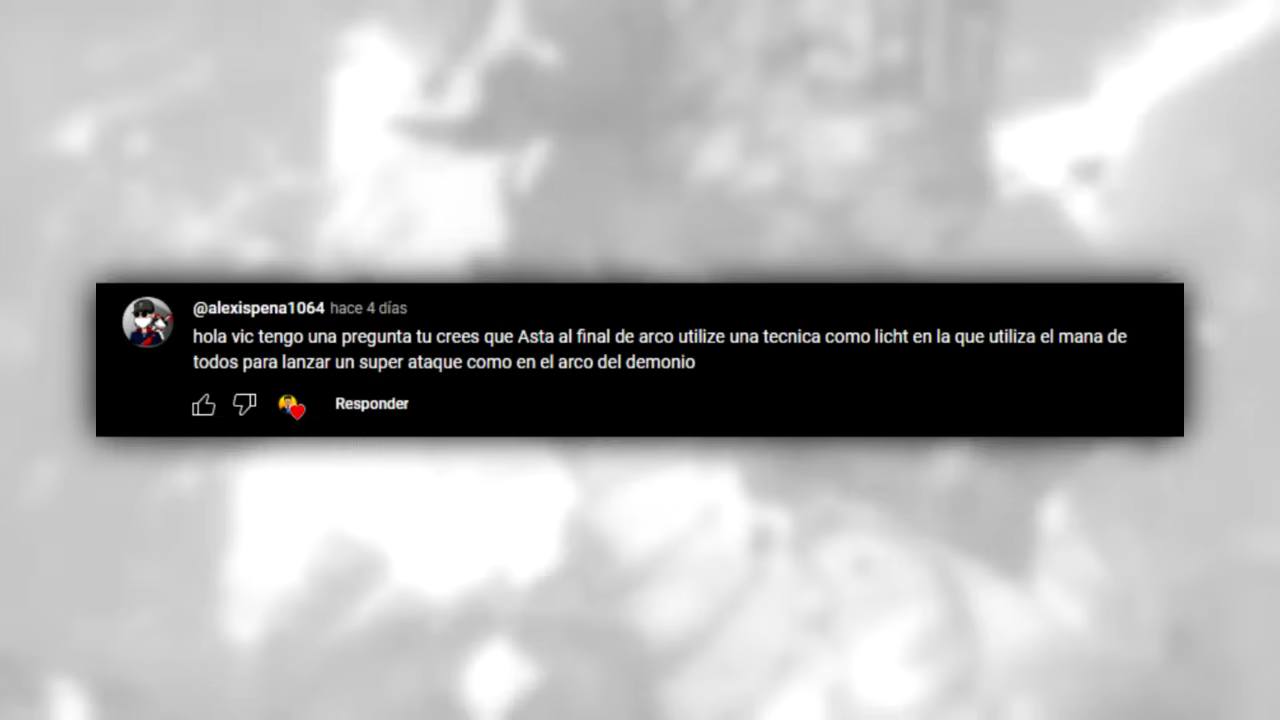 @alexispena1064 hace 4 días
hola vic tengo una pregunta tu crees que Asta al final de arco utilize una tecnica como licht en la que utiliza el mana de
todos para lanzar un super ataque como en el arco del demonio
Responder